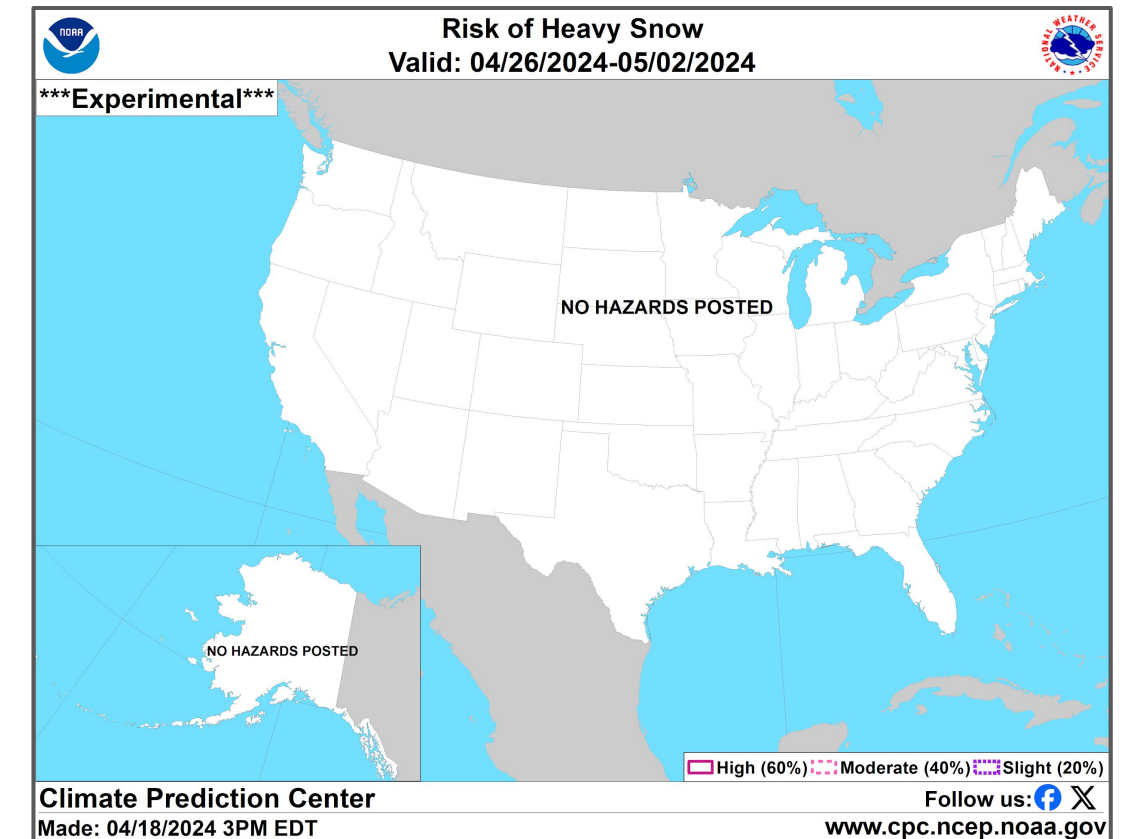 NOAA
Risk of Heavy Snow
Valid: 04/26/2024-05/02/2024
NATIONAL WEATHER SERVICE
***Experimental***
NO HAZARDS POSTED
NO HAZARDS POSTED
High (60%) Moderate (40%) Slight (20%)
Climate Prediction Center
Follow us:
Made: 04/18/2024 3PM EDT
www.cpc.ncep.noaa.gov